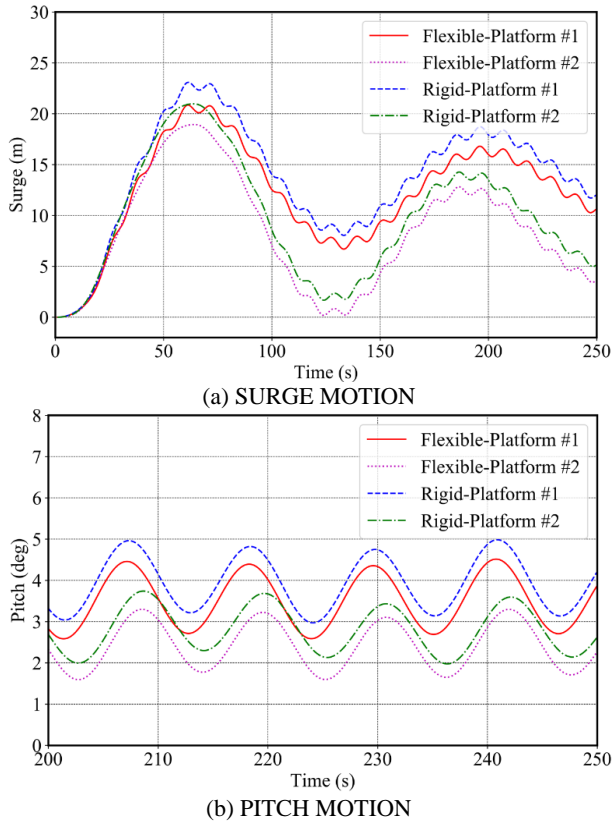 30
25
20
15
10
5
0
Surge (m)
Flexible-Platform #1
Flexible-Platform #2
Rigid-Platform #1
Rigid-Platform #2
0 50 100 150 200 250
Time (s)
(a) SURGE MOTION
8
7
6
5
4
3
2
1
0
Pitch (deg)
Flexible-Platform #1
Flexible-Platform #2
Rigid-Platform #1
Rigid-Platform #2
200 210 220 230 240 250
Time (s)
(b) PITCH MOTION